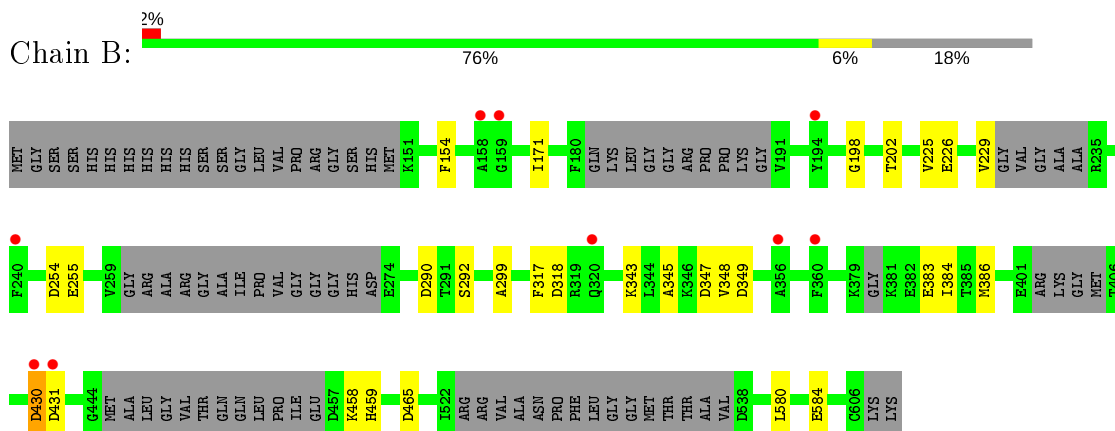 2%
Chain B:
76% 6% 18%
MET GLY SER SER HIS HIS HIS HIS HIS HIS SER SER GLY LEU VAL PRO ARG GLY SER HIS MET K151 F154 A158 G159 I171 F180 GLN LYS LEU GLY GLY ARG PRO PRO LYS GLY V191 Y194 G198 T202 V225 E226 V229 GLY VAL GLY ALA ALA R235
F240 D254 E255 V259 GLY ARG ALA ARG GLY ALA ILE PRO VAL GLY GLY GLY HIS ASP E274 D290 T291 S292 A299 F317 D318 R319 Q320 K343 L344 A345 K346 D347 V348 D349 A356 F360 K379 GLY K381 E382 E383 I384 T385 M386 E401 ARG LYS GLY MET T406
D430 D431 G444 MET ALA LEU GLY VAL THR GLN GLN LEU PRO ILE GLU D457 K458 H459 D465 I522 ARG ARG VAL ALA ASN PRO PHE LEU GLY GLY MET THR THR ALA VAL D538 L580 E584 C606 LYS LYS